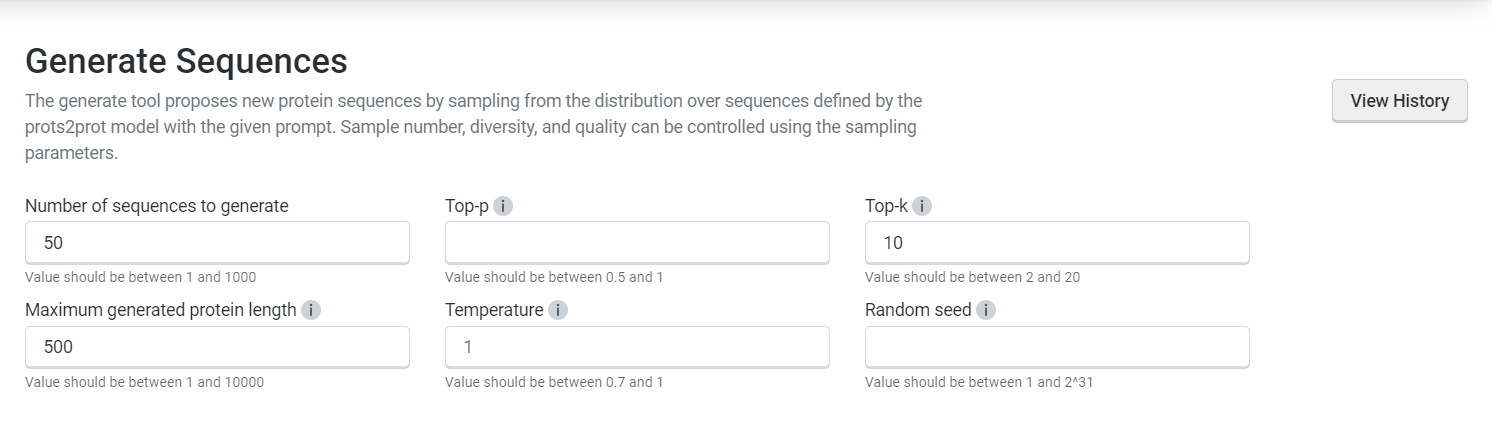 Generate Sequences
The generate tool proposes new protein sequences by sampling from the distribution over sequences defined by the
prots2prot model with the given prompt. Sample number, diversity, and quality can be controlled using the sampling
parameters.
View History
Number of sequences to generate
50
Value should be between 1 and 1000
Top-p i
Value should be between 0.5 and 1
Top-k i
10
Value should be between 2 and 20
Maximum generated protein length i
500
Value should be between 1 and 10000
Temperature i
1
Value should be between 0.7 and 1
Random seed i
Value should be between 1 and 2^31